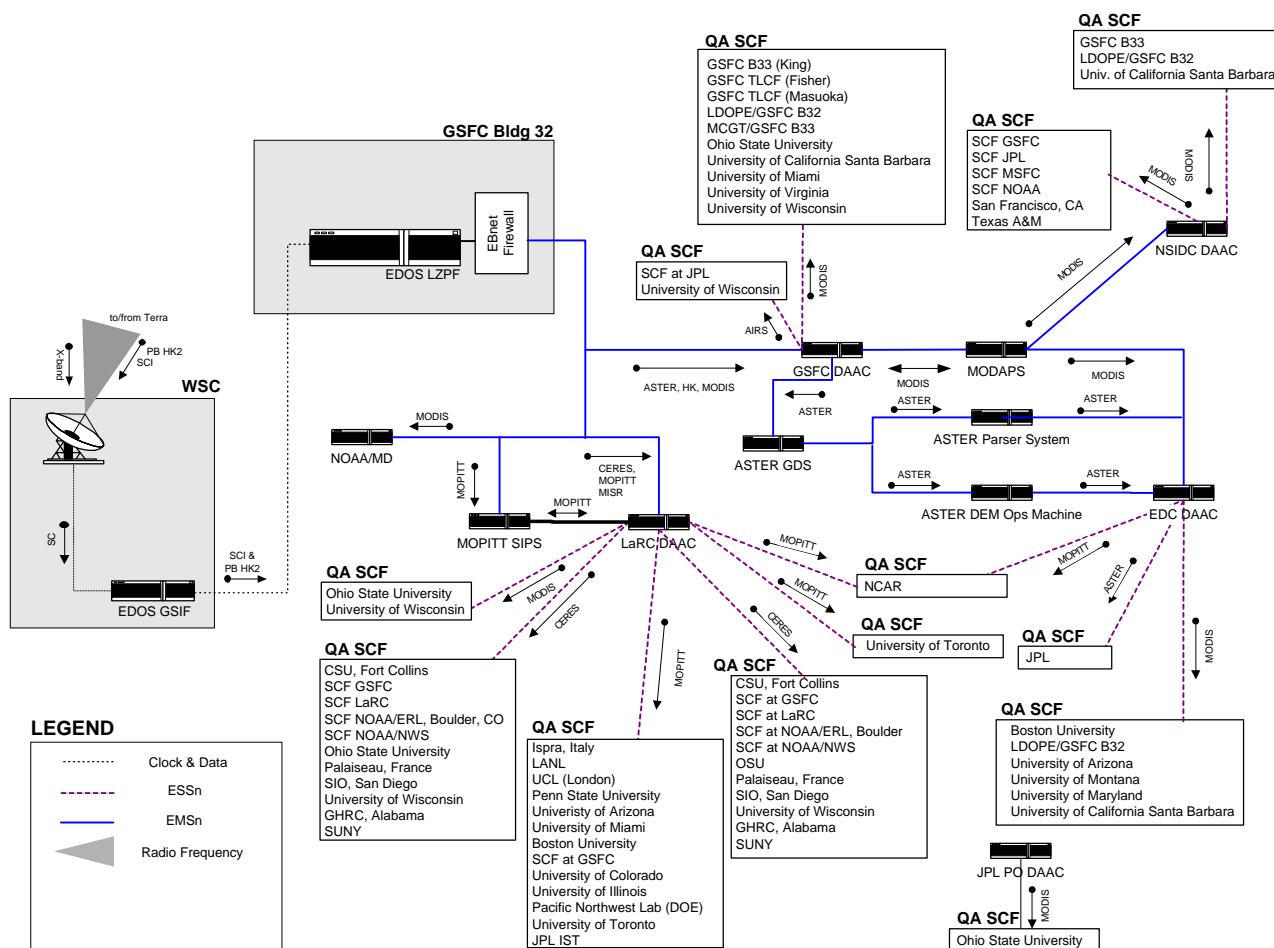 QA SCF
GSFC B33
LDOPE/GSFC B32
Univ. of California Santa Barbara
QA SCF
GSFC B33 (King)
GSFC TLCF (Fisher)
GSFC TLCF (Masuoka)
LDOPE/GSFC B32
MCGT/GSFC B33
Ohio State University
University of California Santa Barbara
University of Miami
University of Virginia
University of Wisconsin
QA SCF
SCF GSFC
SCF JPL
SCF MSFC
SCF NOAA
San Francisco, CA
Texas A&M
MODIS
MODIS
NSIDC DAAC
GSFC Bldg 32
EBnet
Firewall
EDOS LZPF
QA SCF
SCF at JPL
University of Wisconsin
MODIS
AIRS
MODIS
to/from Terra
X-band
PB HK2
SCI
WSC
GSFC DAAC
MODAPS
ASTER, HK, MODIS
MODIS
MODIS
ASTER
ASTER
ASTER
ASTER Parser System
ASTER GDS
MODIS
NOAA/MD
CERES,
MOPITT
MISR
MOPITT
MOPITT
ASTER
ASTER
MOPITT SIPS
LaRC DAAC
ASTER DEM Ops Machine
EDC DAAC
SC
SCI &
PB HK2
EDOS GSIF
MOPITT
MOPITT
ASTER
QA SCF
Ohio State University
University of Wisconsin
MODIS
CERES
QA SCF
NCAR
MOPITT
CERES
QA SCF
University of Toronto
QA SCF
JPL
MODIS
MOPITT
QA SCF
CSU, Fort Collins
SCF GSFC
SCF LaRC
SCF NOAA/ERL, Boulder, CO
SCF NOAA/NWS
Ohio State University
Palaiseau, France
SIO, San Diego
University of Wisconsin
GHRC, Alabama
SUNY
QA SCF
Ispra, Italy
LANL
UCL (London)
Penn State University
Univeristy of Arizona
University of Miami
Boston University
SCF at GSFC
University of Colorado
University of Illinois
Pacific Northwest Lab (DOE)
University of Toronto
JPL IST
QA SCF
CSU, Fort Collins
SCF at GSFC
SCF at LaRC
SCF at NOAA/ERL, Boulder
SCF at NOAA/NWS
OSU
Palaiseau, France
SIO, San Diego
University of Wisconsin
GHRC, Alabama
SUNY
QA SCF
Boston University
LDOPE/GSFC B32
University of Arizona
University of Montana
University of Maryland
University of California Santa Barbara
JPL PO DAAC
MODIS
QA SCF
Ohio State University
LEGEND
Clock & Data
ESSn
EMSn
Radio Frequency